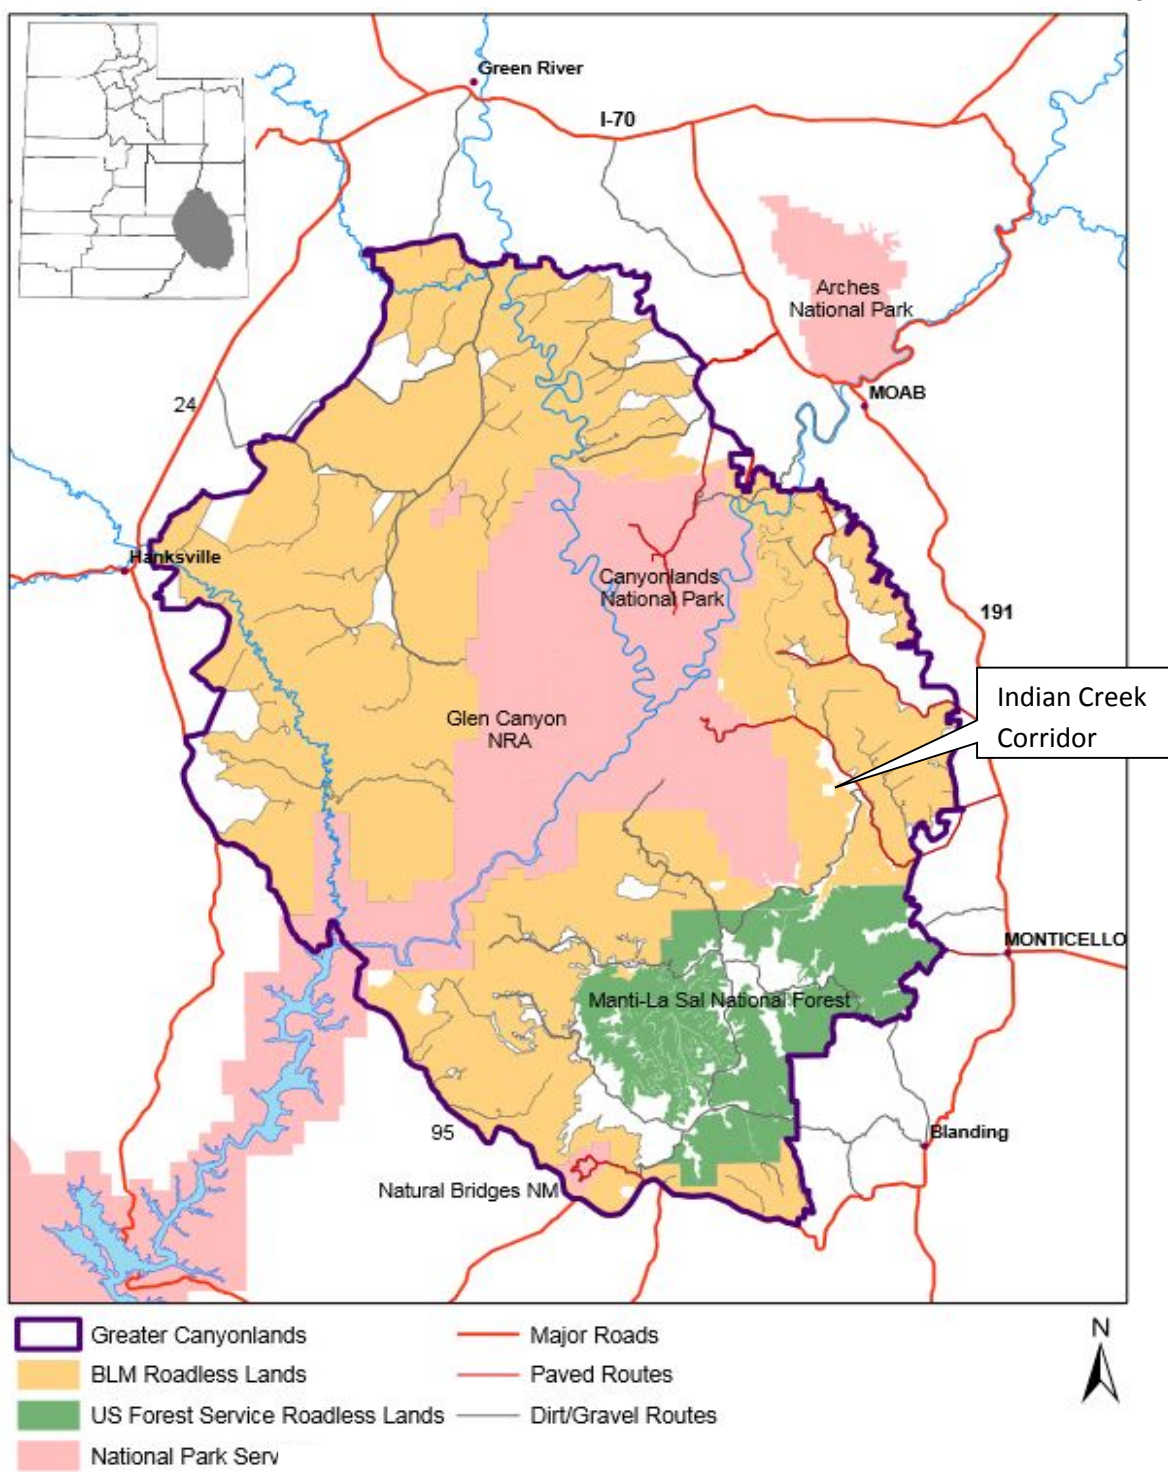 Green River
I-70
Arches
National Park
24
MOAB
Hanksville
Canyonlands
National Park
191
Indian Creek
Corridor
Glen Canyon
NRA
MONTICELLO
Manti-La Sal National Forest
95
Blanding
Natural Bridges NM
Greater Canyonlands
Major Roads
N
BLM Roadless Lands
Paved Routes
US Forest Service Roadless Lands
Dirt/Gravel Routes
National Park Serv